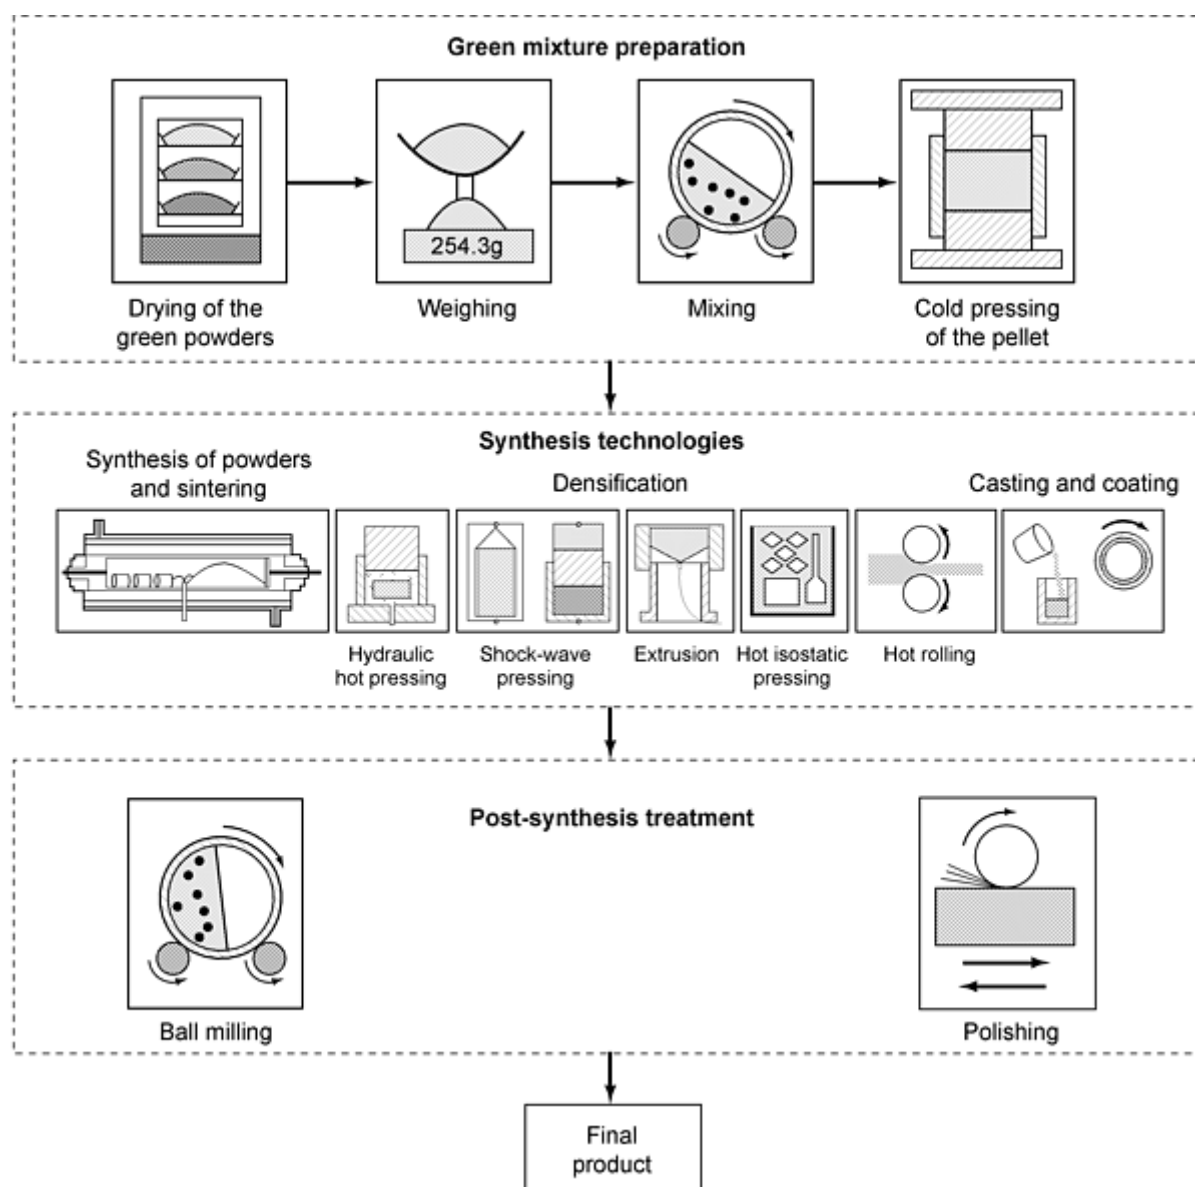 Green mixture preparation
254.3g
Drying of the
green powders
Weighing
Mixing
Cold pressing
of the pellet
Synthesis technologies
Synthesis of powders
and sintering
Densification
Casting and coating
Hydraulic
hot pressing
Shock-wave
pressing
Extrusion
Hot isostatic
pressing
Hot rolling
Post-synthesis treatment
Ball milling
Polishing
Final
product